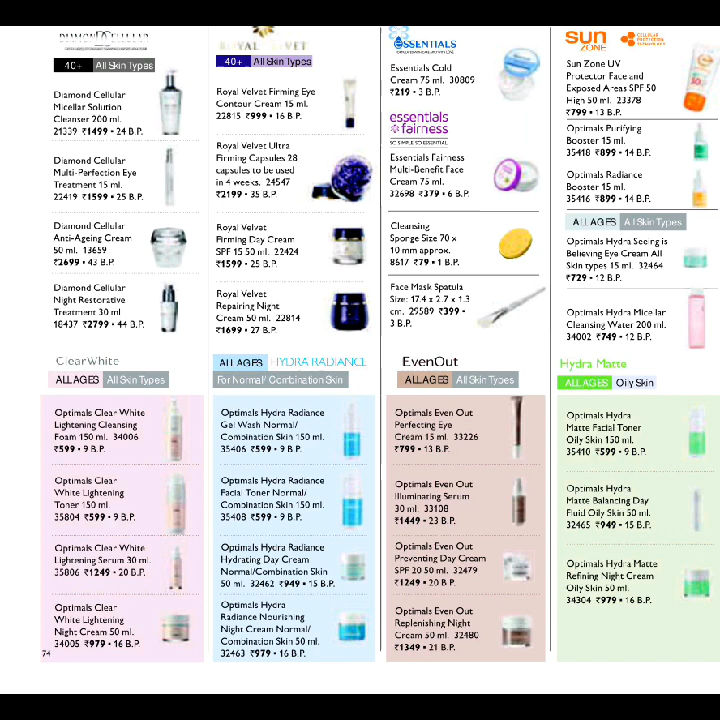 DIAMOND CELLULAR
40+ All Skin Types
Diamond Cellular
Micellar Solution
Cleanser 200 ml.
21339 ₹1499 • 24 B.P.
Diamond Cellular
Multi-Perfection Eye
Treatment 15 ml.
22419 ₹1599 • 25 B.P.
Diamond Cellular
Anti-Ageing Cream
50 ml. 13659
₹2699 • 43 B.P.
Diamond Cellular
Night Restorative
Treatment 30 ml
18437 ₹2799 • 44 B.P.
ClearWhite
ALL AGES All Skin Types
Optimals Clear White
Lightening Cleansing
Foam 150 ml. 34006
₹599 • 9 B.P.
Optimals Clear
White Lightening
Toner 150 ml.
35804 ₹599 • 9 B.P.
Optimals Clear White
Lightening Serum 30 ml.
35806 ₹1249 • 20 B.P.
Optimals Clear
White Lightening
Night Cream 50 ml.
34005 ₹979 • 16 B.P.
74
ROYAL VELVET
40+ All Skin Types
Royal Velvet Firming Eye
Contour Cream 15 ml.
22815 ₹999 • 16 B.P.
Royal Velvet Ultra
Firming Capsules 28
capsules to be used
in 4 weeks. 24547
₹2199 • 35 B.P.
Royal Velvet
Firming Day Cream
SPF 15 50 ml. 22424
₹1599 • 25 B.P.
Royal Velvet
Repairing Night
Cream 50 ml. 22814
₹1699 • 27 B.P.
ALL AGES HYDRA RADIANCE
For Normal/ Combination Skin
Optimals Hydra Radiance
Gel Wash Normal/
Combination Skin 150 ml.
35406 ₹599 • 9 B.P.
Optimals Hydra Radiance
Facial Toner Normal/
Combination Skin 150 ml.
35408 ₹599 • 9 B.P.
Optimals Hydra Radiance
Hydrating Day Cream
Normal/Combination Skin
50 ml. 32462 ₹949 • 15 B.P.
Optimals Hydra
Radiance Nourishing
Night Cream Normal/
Combination Skin 50 ml.
32463 ₹979 • 16 B.P.
ESSENTIALS
Essentials Cold
Cream 75 ml. 30809
₹219 • 3 B.P.
essentials
fairness
SO SIMPLE SO ESSENTIAL
Essentials Fairness
Multi-Benefit Face
Cream 75 ml.
32698 ₹379 • 6 B.P.
Cleansing
Sponge Size 70 x
10 mm approx.
8517 ₹79 • 1 B.P.
Face Mask Spatula
Size: 17.4 x 2.7 x 1.3
cm. 29589 ₹399 •
3 B.P.
EvenOut
ALL AGES All Skin Types
Optimals Even Out
Perfecting Eye
Cream 15 ml. 33226
₹799 • 13 B.P.
Optimals Even Out
Illuminating Serum
30 ml. 33108
₹1449 • 23 B.P.
Optimals Even Out
Preventing Day Cream
SPF 20 50 ml. 32479
₹1249 • 20 B.P.
Optimals Even Out
Replenishing Night
Cream 50 ml. 32480
₹1349 • 21 B.P.
SUN
ZONE
Sun Zone UV
Protector Face and
Exposed Areas SPF 50
High 50 ml. 23378
₹799 • 13 B.P.
Optimals Purifying
Booster 15 ml.
35418 ₹899 • 14 B.P.
Optimals Radiance
Booster 15 ml.
35416 ₹899 • 14 B.P.
ALL AGES All Skin Types
Optimals Hydra Seeing is
Believing Eye Cream All
Skin types 15 ml. 32464
₹729 • 12 B.P.
Optimals Hydra Micellar
Cleansing Water 200 ml.
34002 ₹749 • 12 B.P.
Hydra Matte
ALL AGES Oily Skin
Optimals Hydra
Matte Facial Toner
Oily Skin 150 ml.
35410 ₹599 • 9 B.P.
Optimals Hydra
Matte Balancing Day
Fluid Oily Skin 50 ml.
32465 ₹949 • 15 B.P.
Optimals Hydra Matte
Refining Night Cream
Oily Skin 50 ml.
34304 ₹979 • 16 B.P.